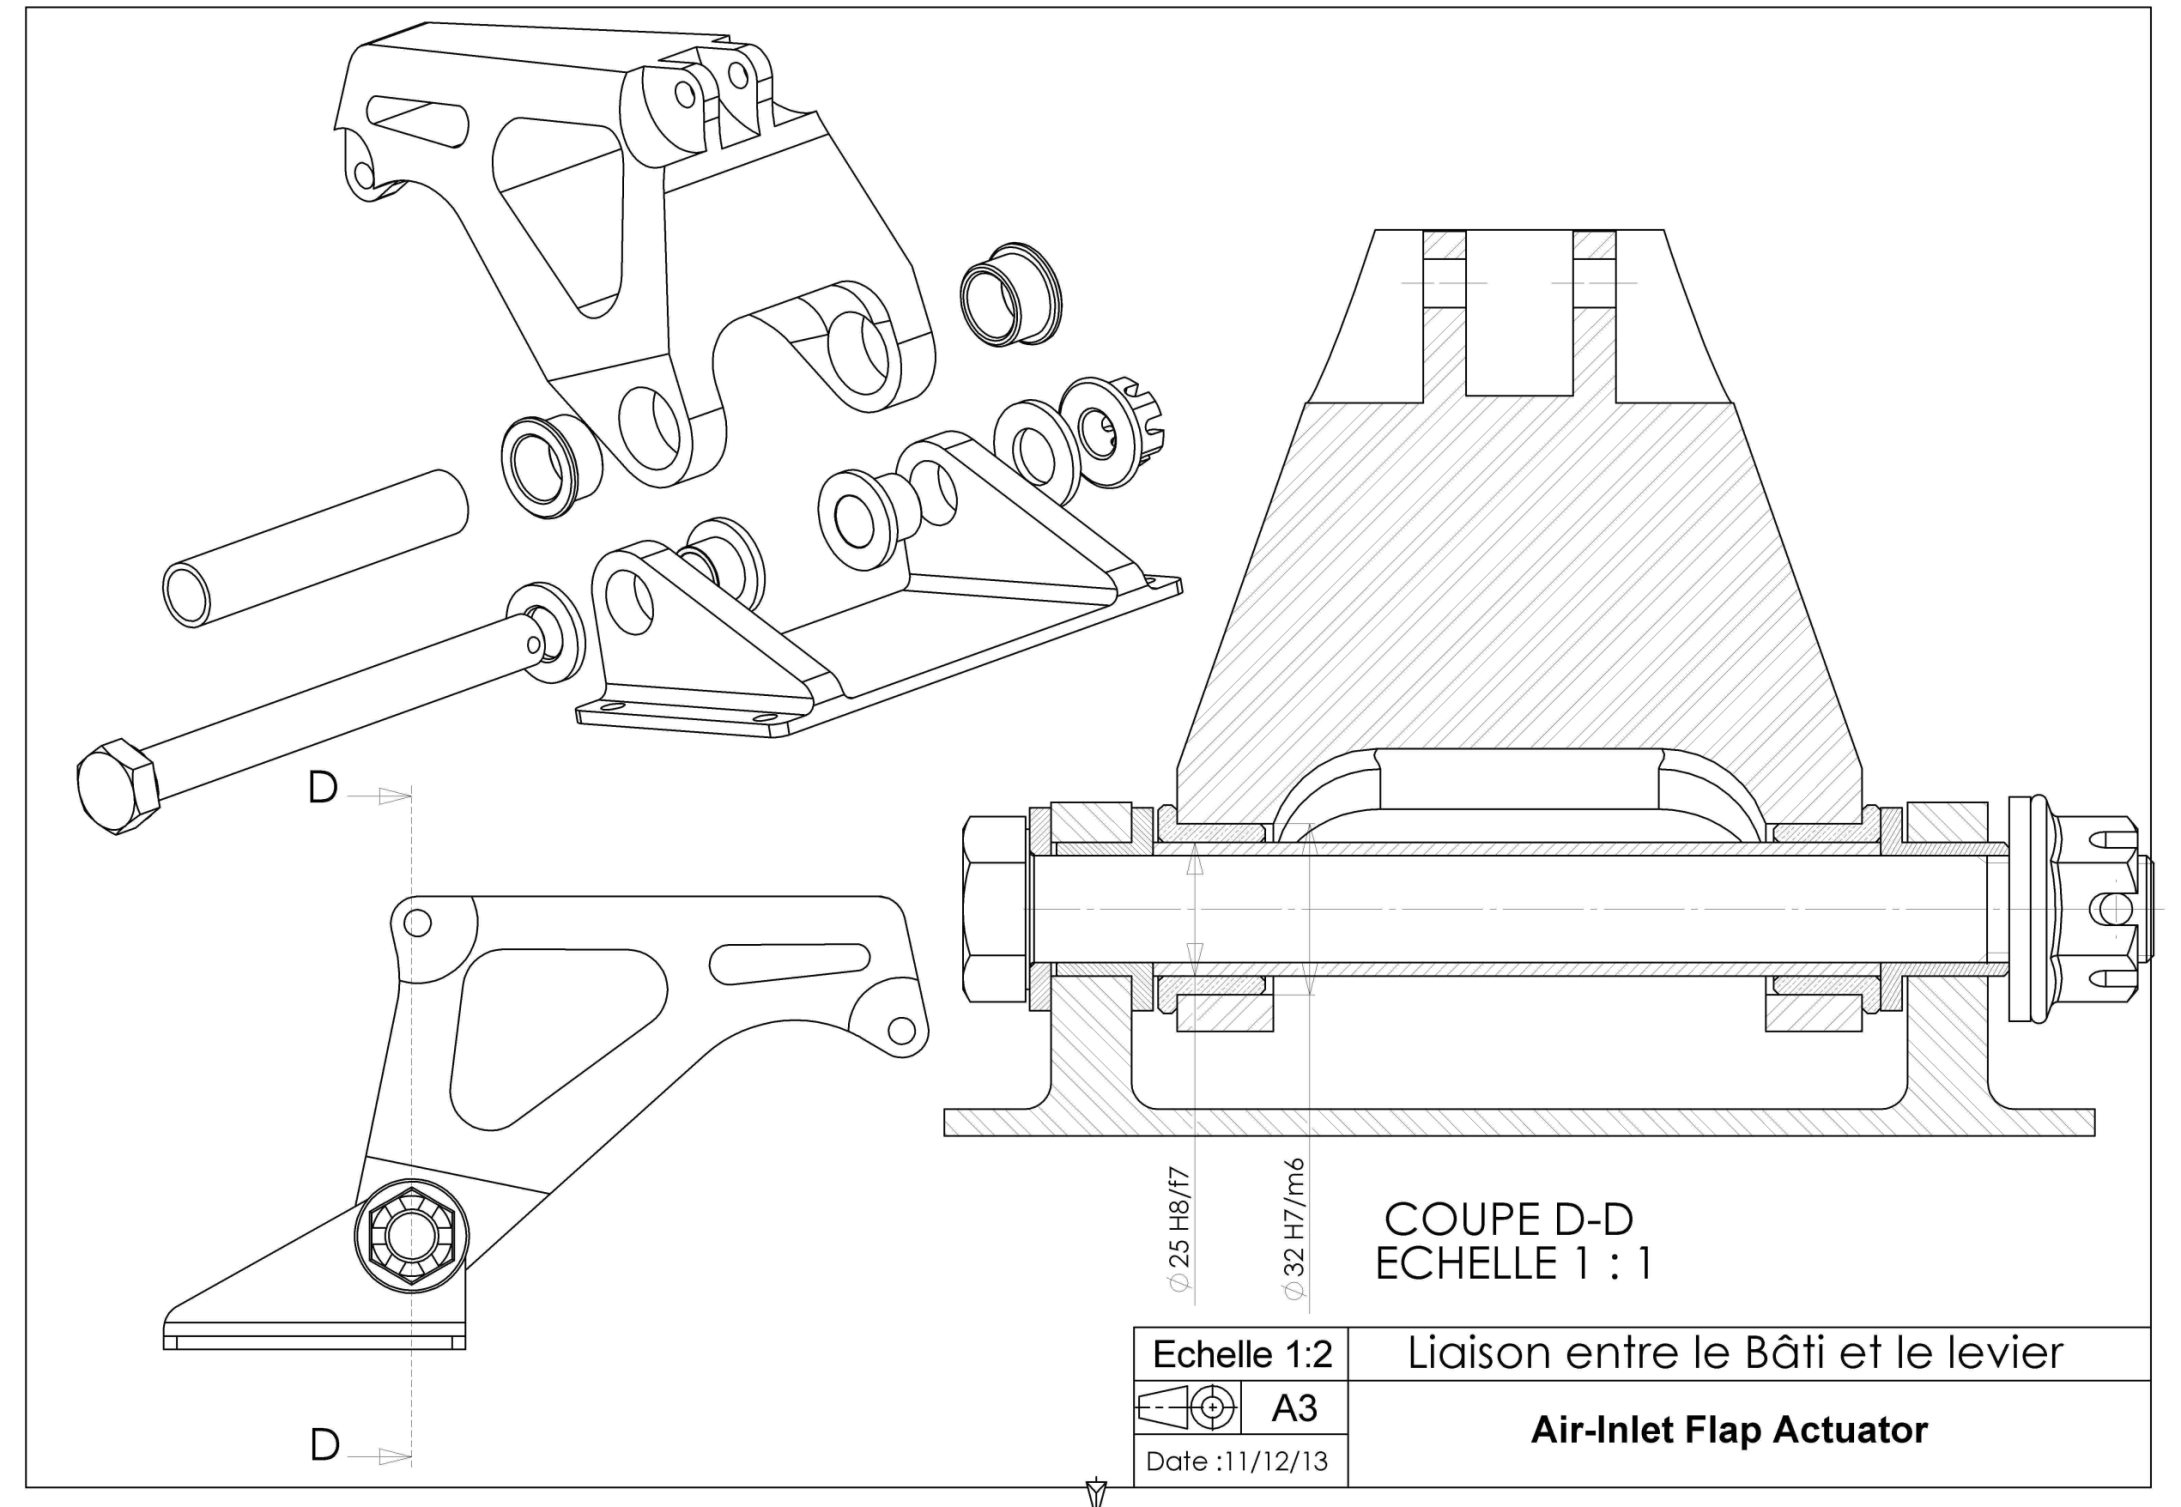 D
D
Ø 25 H8/f7
Ø 32 H7/m6
COUPE D-D
ECHELLE 1 : 1
Echelle 1:2
Liaison entre le Bâti et le levier
A3
Air-Inlet Flap Actuator
Date :11/12/13